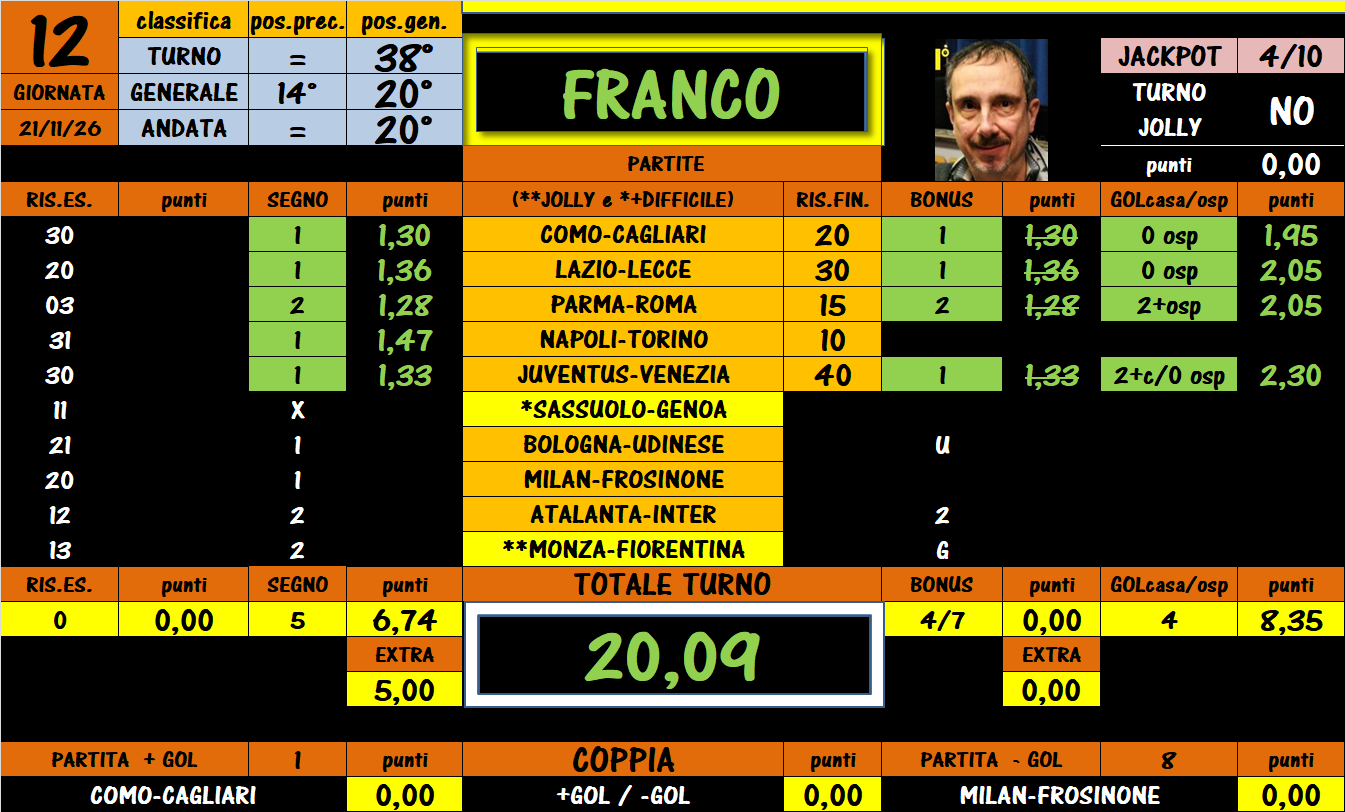 12 classifica pos.prec. pos.gen.
TURNO = 38°
GIORNATA GENERALE 14° 20°
21/11/26 ANDATA = 20°
FRANCO
JACKPOT 4/10
TURNO JOLLY NO
punti 0,00
PARTITE
RIS.ES. punti SEGNO punti (**JOLLY e *+DIFFICILE) RIS.FIN. BONUS punti GOLcasa/osp punti
30 1 1,30 COMO-CAGLIARI 20 1 1,30 0 osp 1,95
20 1 1,36 LAZIO-LECCE 30 1 1,36 0 osp 2,05
03 2 1,28 PARMA-ROMA 15 2 1,28 2+osp 2,05
31 1 1,47 NAPOLI-TORINO 10
30 1 1,33 JUVENTUS-VENEZIA 40 1 1,33 2+c/0 osp 2,30
11 X *SASSUOLO-GENOA
21 1 BOLOGNA-UDINESE U
20 1 MILAN-FROSINONE
12 2 ATALANTA-INTER 2
13 2 **MONZA-FIORENTINA G
RIS.ES. punti SEGNO punti TOTALE TURNO BONUS punti GOLcasa/osp punti
0 0,00 5 6,74 20,09 4/7 0,00 4 8,35
EXTRA EXTRA
5,00 0,00
PARTITA + GOL 1 punti COPPIA punti PARTITA - GOL 8 punti
COMO-CAGLIARI 0,00 +GOL / -GOL 0,00 MILAN-FROSINONE 0,00